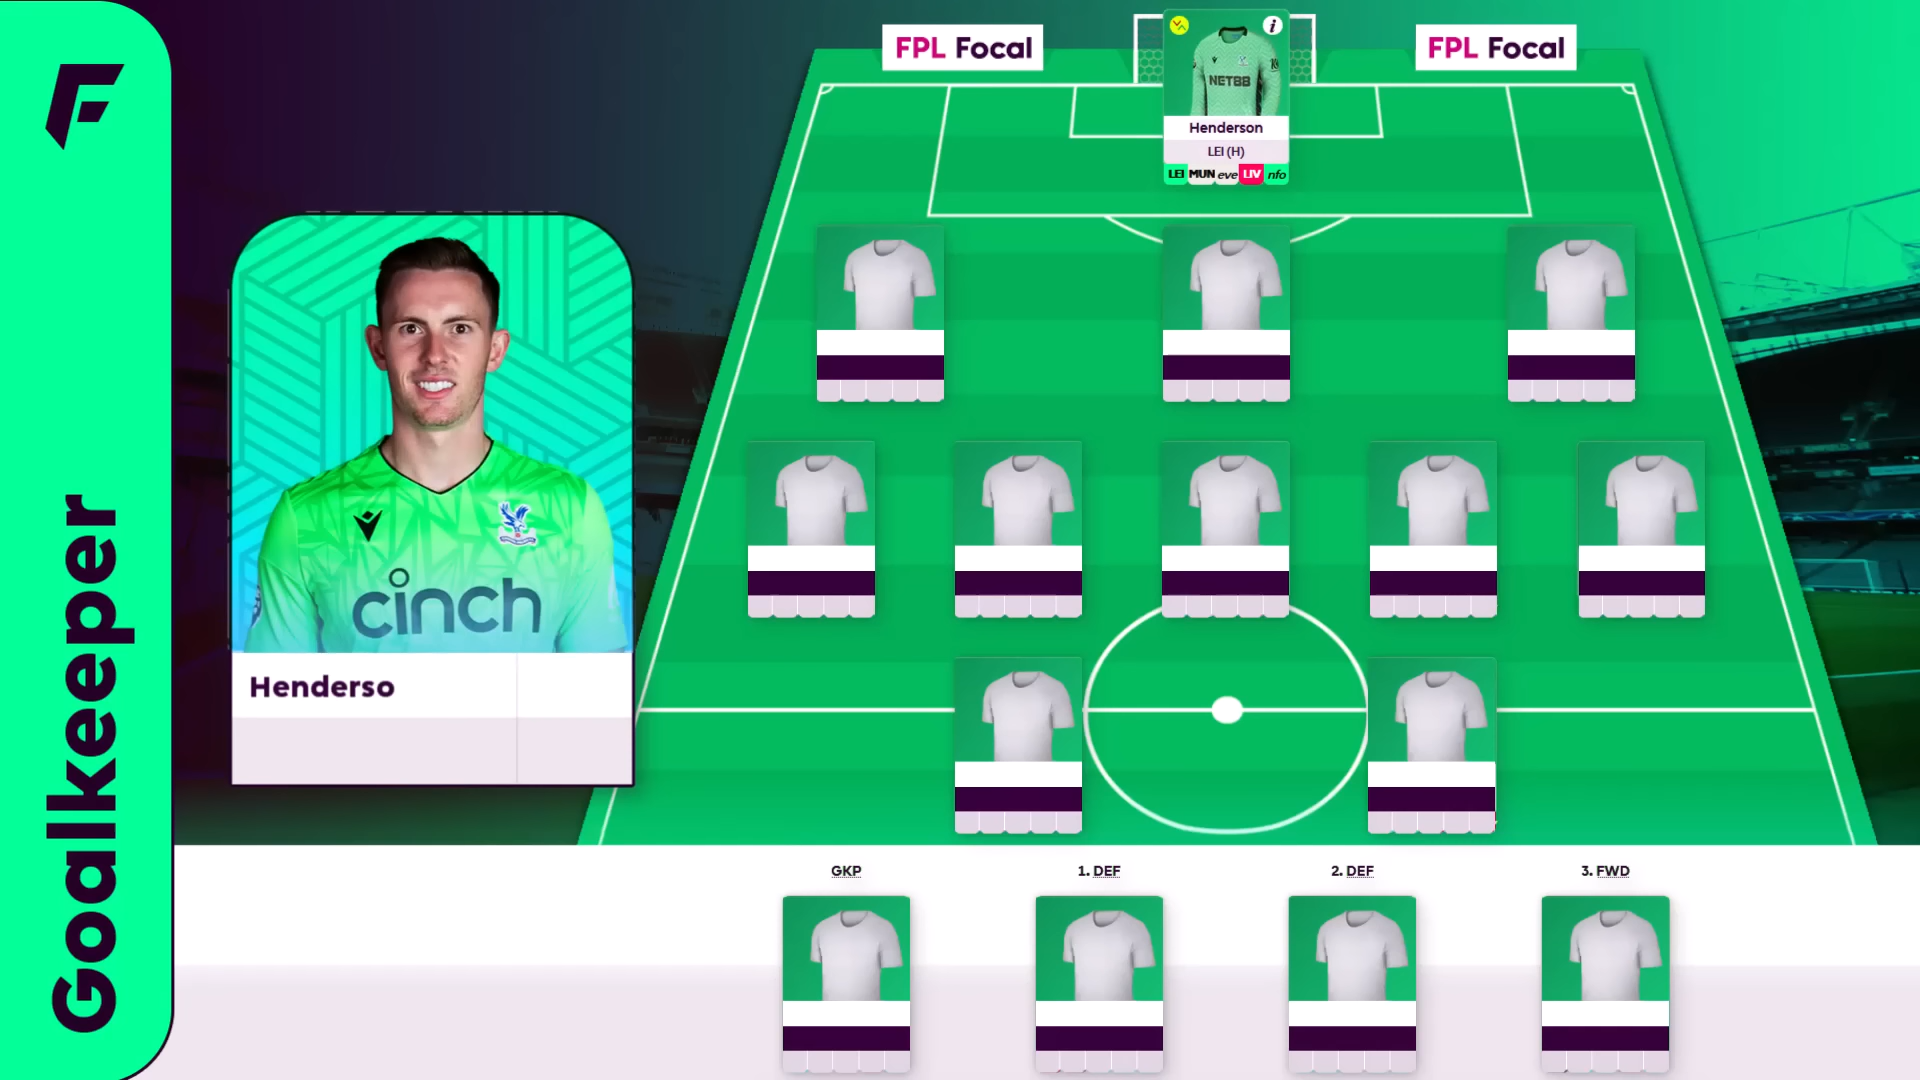 Goalkeeper
FPL Focal
FPL Focal
i
NET88
Henderson
LEI (H)
LEI MUN eve LIV nfo
cinch
Henderso
GKP
1. DEF
2. DEF
3. FWD